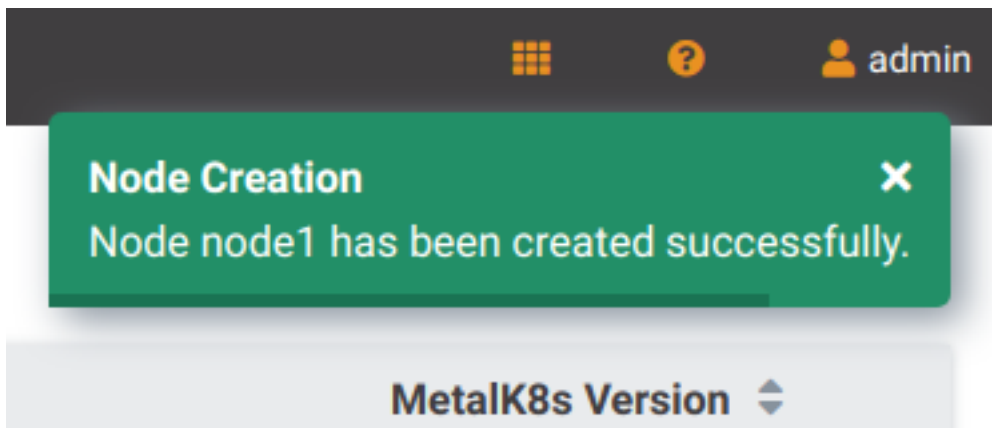 admin
Node Creation
Node node1 has been created successfully.
MetalK8s Version